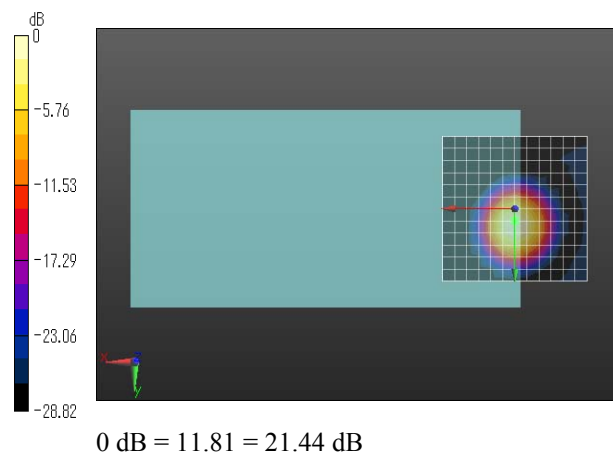 dB
0
-5.76
-11.53
-17.29
-23.06
-28.82
x
z
y
0 dB = 11.81 = 21.44 dB